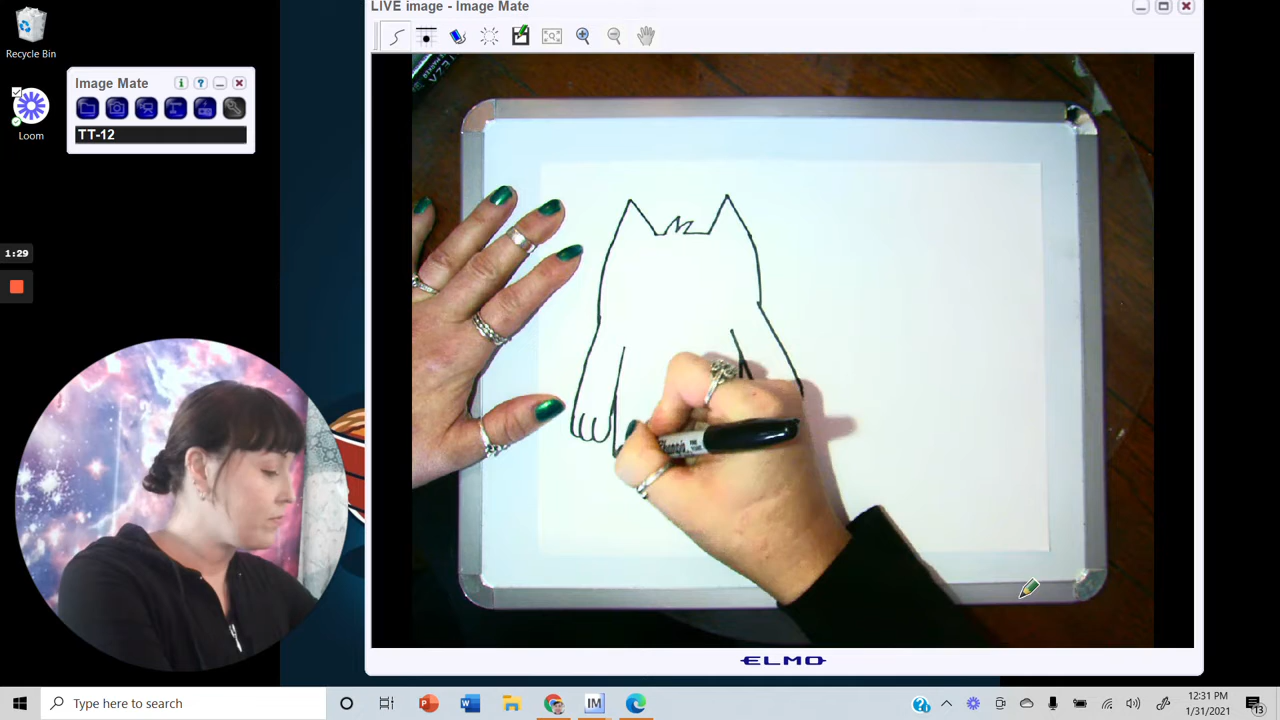 LIVE image - Image Mate
Recycle Bin
Image Mate
TT-12
Loom
1:29
ELMO
Type here to search
12:31 PM
1/31/2021
13